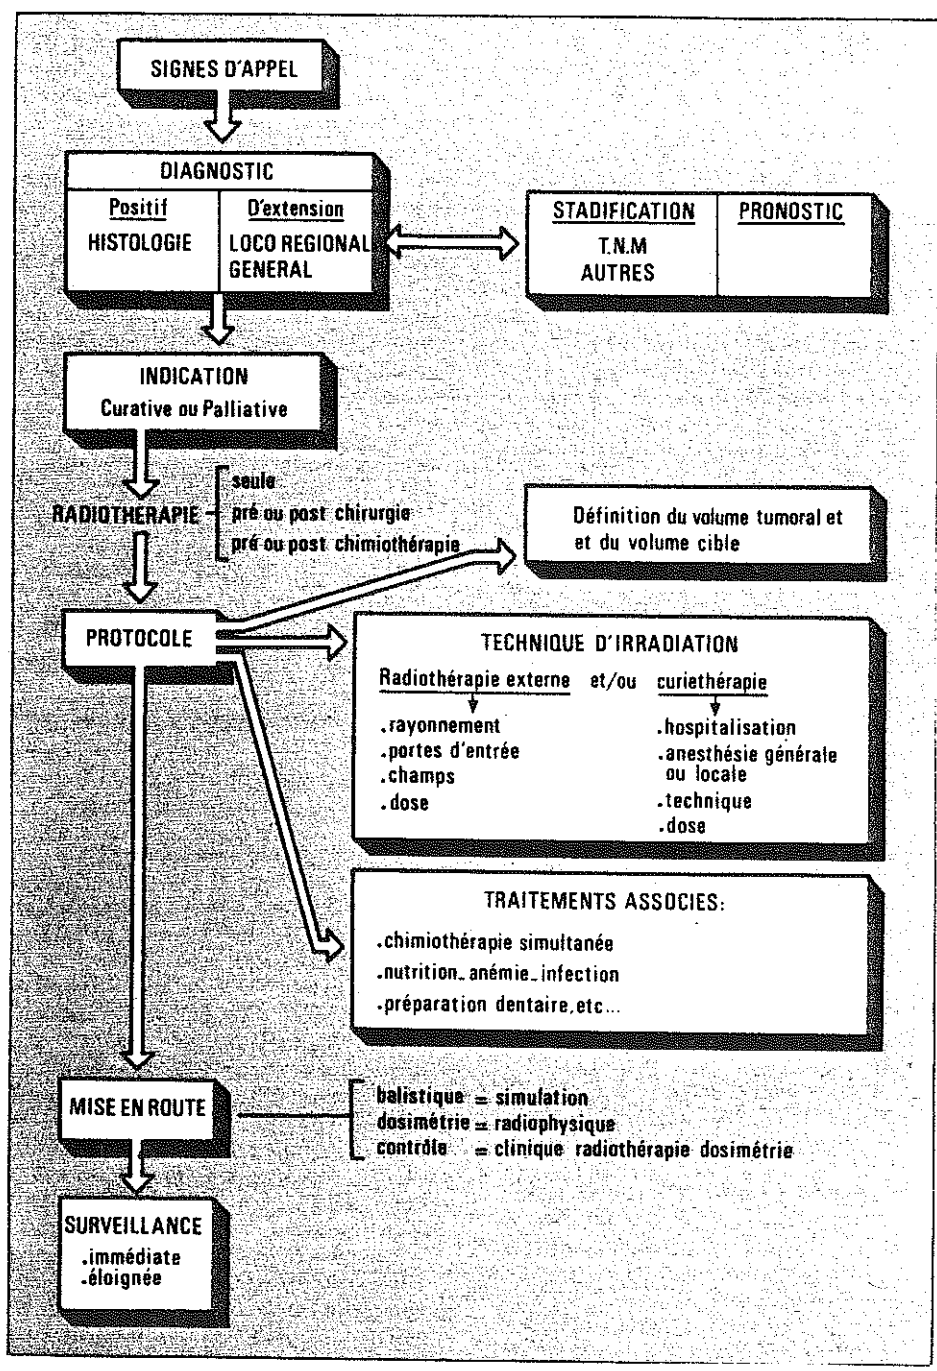 SIGNES D'APPEL
DIAGNOSTIC
Positif
HISTOLOGIE
D'extension
LOCO REGIONAL
GENERAL
STADIFICATION
T.N.M
AUTRES
PRONOSTIC
INDICATION
Curative ou Palliative
RADIOTHERAPIE
seule
pré ou post chirurgie
pré ou post chimiothérapie
Définition du volume tumoral et
et du volume cible
PROTOCOLE
TECHNIQUE D'IRRADIATION
Radiothérapie externe et/ou curiethérapie
.rayonnement
.portes d'entrée
.champs
.dose
.hospitalisation
.anesthésie générale
ou locale
.technique
.dose
TRAITEMENTS ASSOCIES:
.chimiothérapie simultanée
.nutrition_anémie_infection
.préparation dentaire,etc...
MISE EN ROUTE
balistique = simulation
dosimétrie = radiophysique
contrôle = clinique radiothérapie dosimétrie
SURVEILLANCE
.immédiate
.éloignée